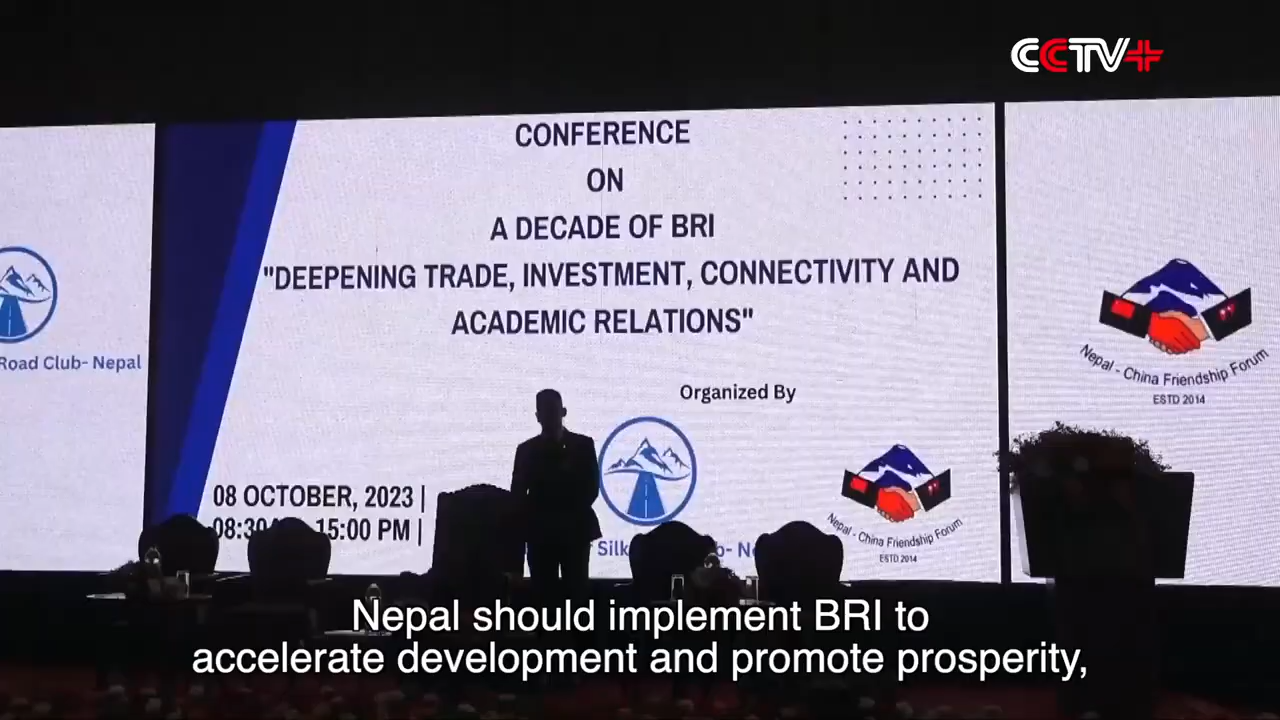 CCTV+
CONFERENCE
ON
A DECADE OF BRI
"DEEPENING TRADE, INVESTMENT, CONNECTIVITY AND
ACADEMIC RELATIONS"
Road Club- Nepal
Nepal - China Friendship Forum
ESTD 2014
Organized By
08 OCTOBER, 2023 |
15:00 PM |
Silk
Nepal - China Friendship Forum
ESTD 2014
Nepal should implement BRI to
accelerate development and promote prosperity,